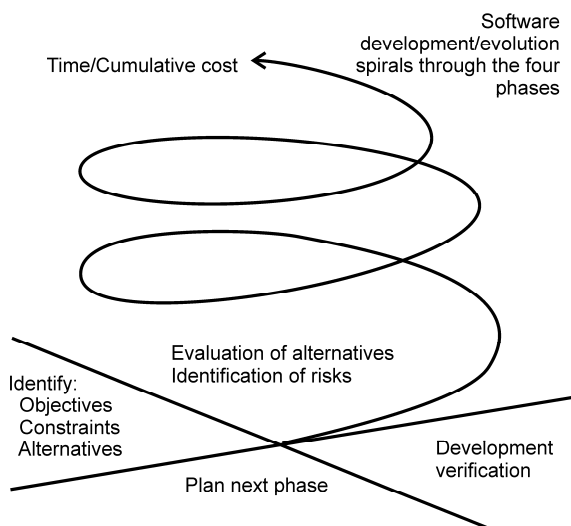 Software
development/evolution
spirals through the four
phases
Time/Cumulative cost
Evaluation of alternatives
Identification of risks
Identify:
Objectives
Constraints
Alternatives
Development
verification
Plan next phase